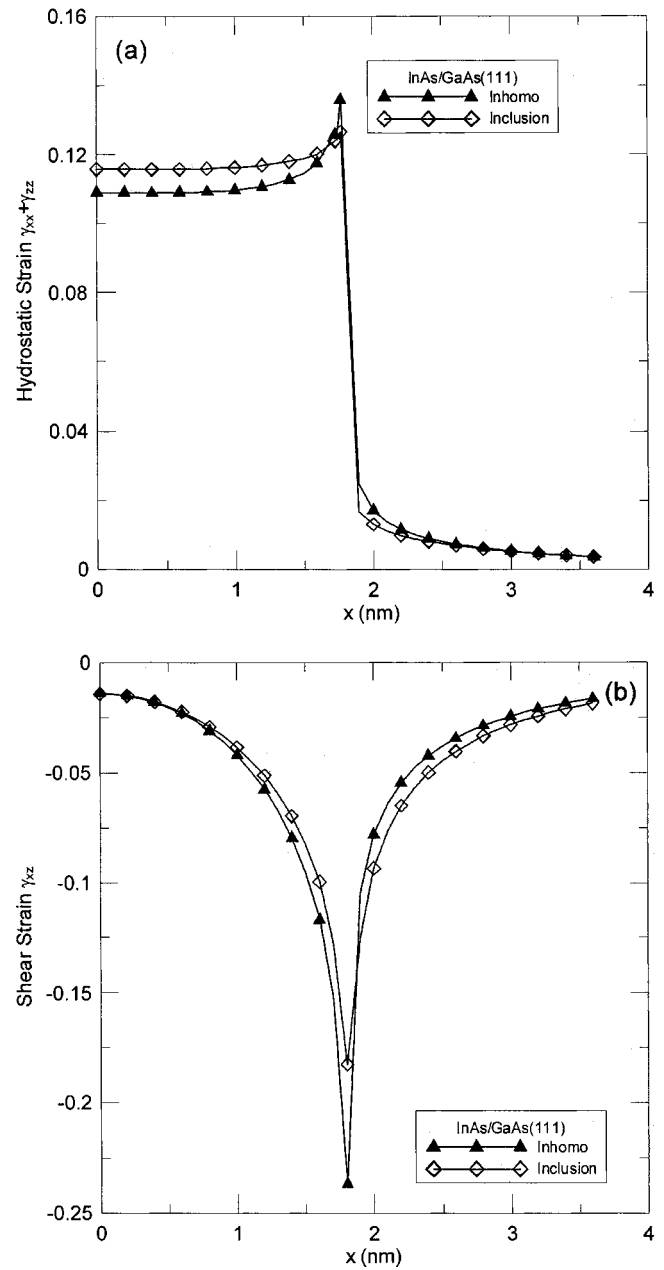 0.16
(a)
InAs/GaAs(111)
Inhomo
Inclusion
0.12
0.08
0.04
0
Hydrostatic Strain γxx+γzz
0 1 2 3 4
x (nm)
0
(b)
-0.05
-0.1
-0.15
-0.2
-0.25
Shear Strain γxz
InAs/GaAs(111)
Inhomo
Inclusion
0 1 2 3 4
x (nm)